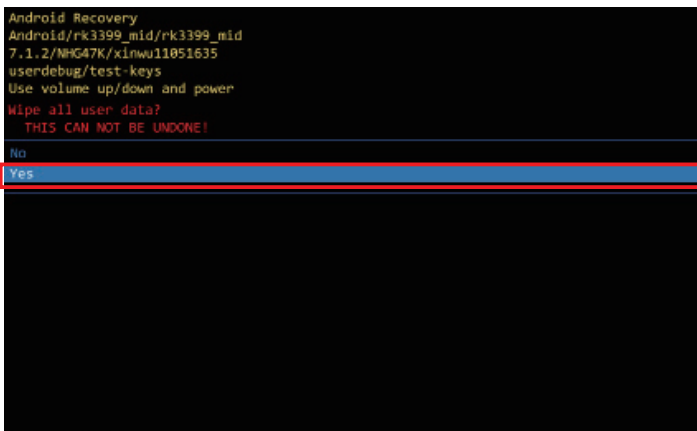 Android Recovery
Android/rk3399_mid/rk3399_mid
7.1.2/NHG47K/xinwu11051635
userdebug/test-keys
Use volume up/down and power
Wipe all user data?
THIS CAN NOT BE UNDONE!
No
Yes